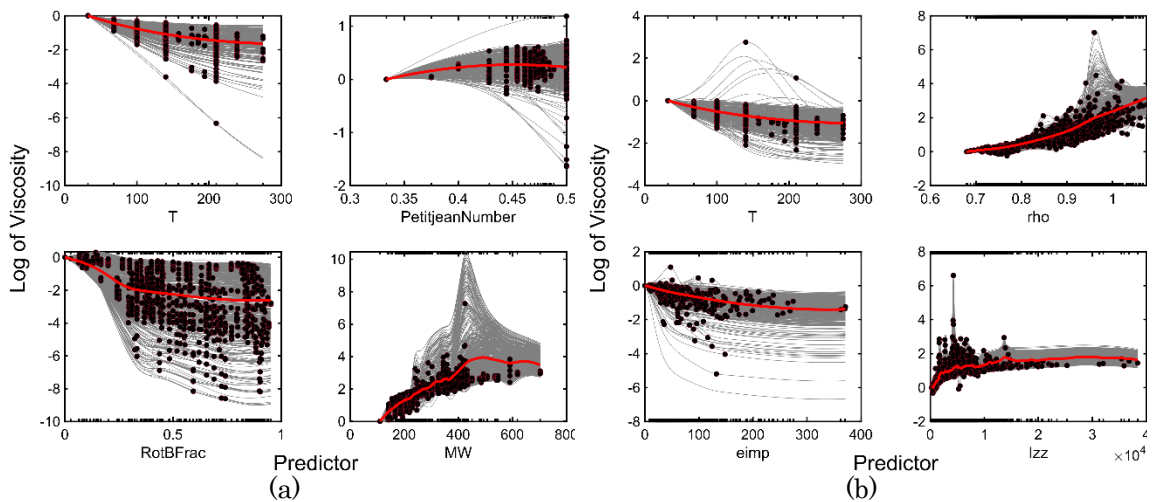 0
-2
-4
-6
-8
-10
0 100 200 300
T
1
0
1
2
0.3 0.35 0.4 0.45 0.5
PetitjeanNumber
4
2
0
-2
-4
0 100 200 300
T
8
6
4
2
0
-2
0.6 0.7 0.8 0.9 1
rho
Log of Viscosity
Log of Viscosity
0
-2
-4
-6
-8
-10
0 0.5 1
RotBFrac
10
8
6
4
2
0
200 400 600
MW
2
0
-2
-4
-6
-8
0 100 200 300 400
eimp
8
6
4
2
0
-2
0 1 2 3 4
×10⁴
Izz
Predictor
Predictor
(a)
(b)